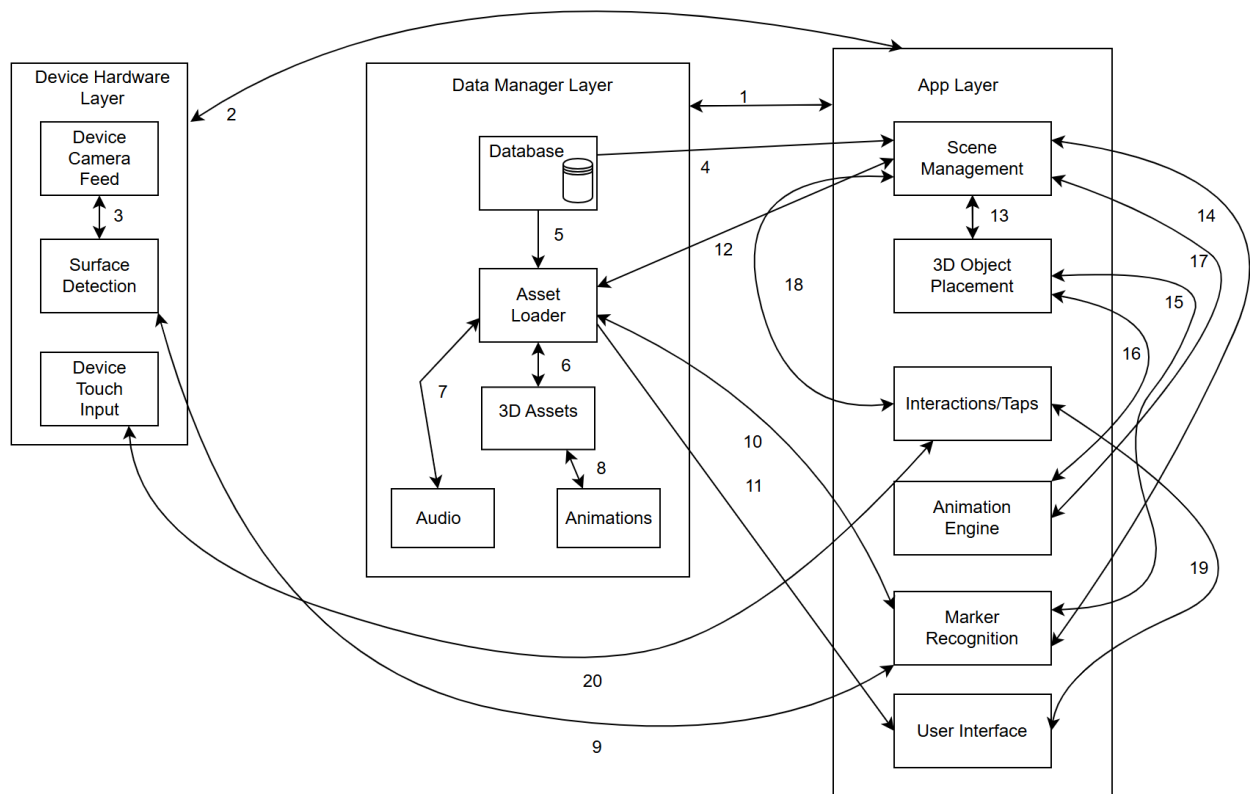 Device Hardware
Layer
Device
Camera
Feed
3
Surface
Detection
Device
Touch
Input
2
Data Manager Layer
Database
5
Asset
Loader
7
6
3D Assets
8
Audio
Animations
1
4
12
18
10
11
20
9
App Layer
Scene
Management
13
3D Object
Placement
Interactions/Taps
Animation
Engine
Marker
Recognition
User Interface
14
17
15
16
19